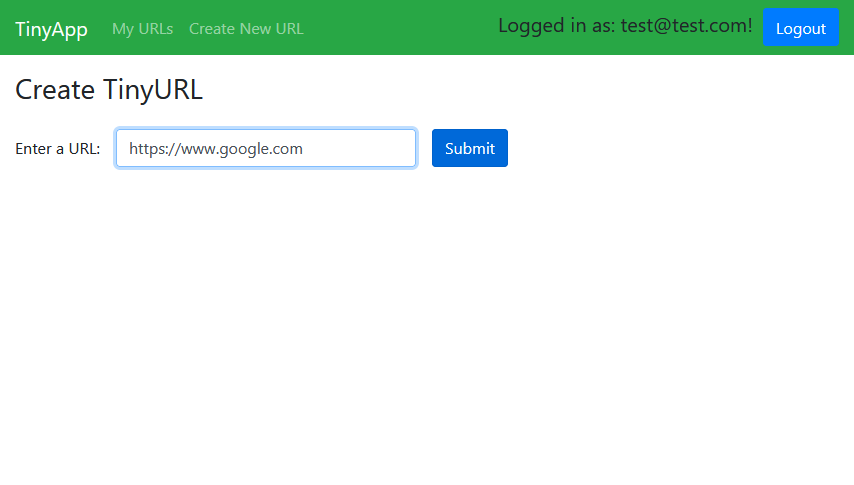 TinyApp My URLs Create New URL Logged in as: test@test.com! Logout
Create TinyURL
Enter a URL: https://www.google.com Submit